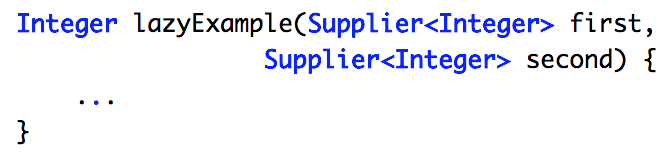 Integer lazyExample(Supplier<Integer> first,
                    Supplier<Integer> second) {
    ...
}